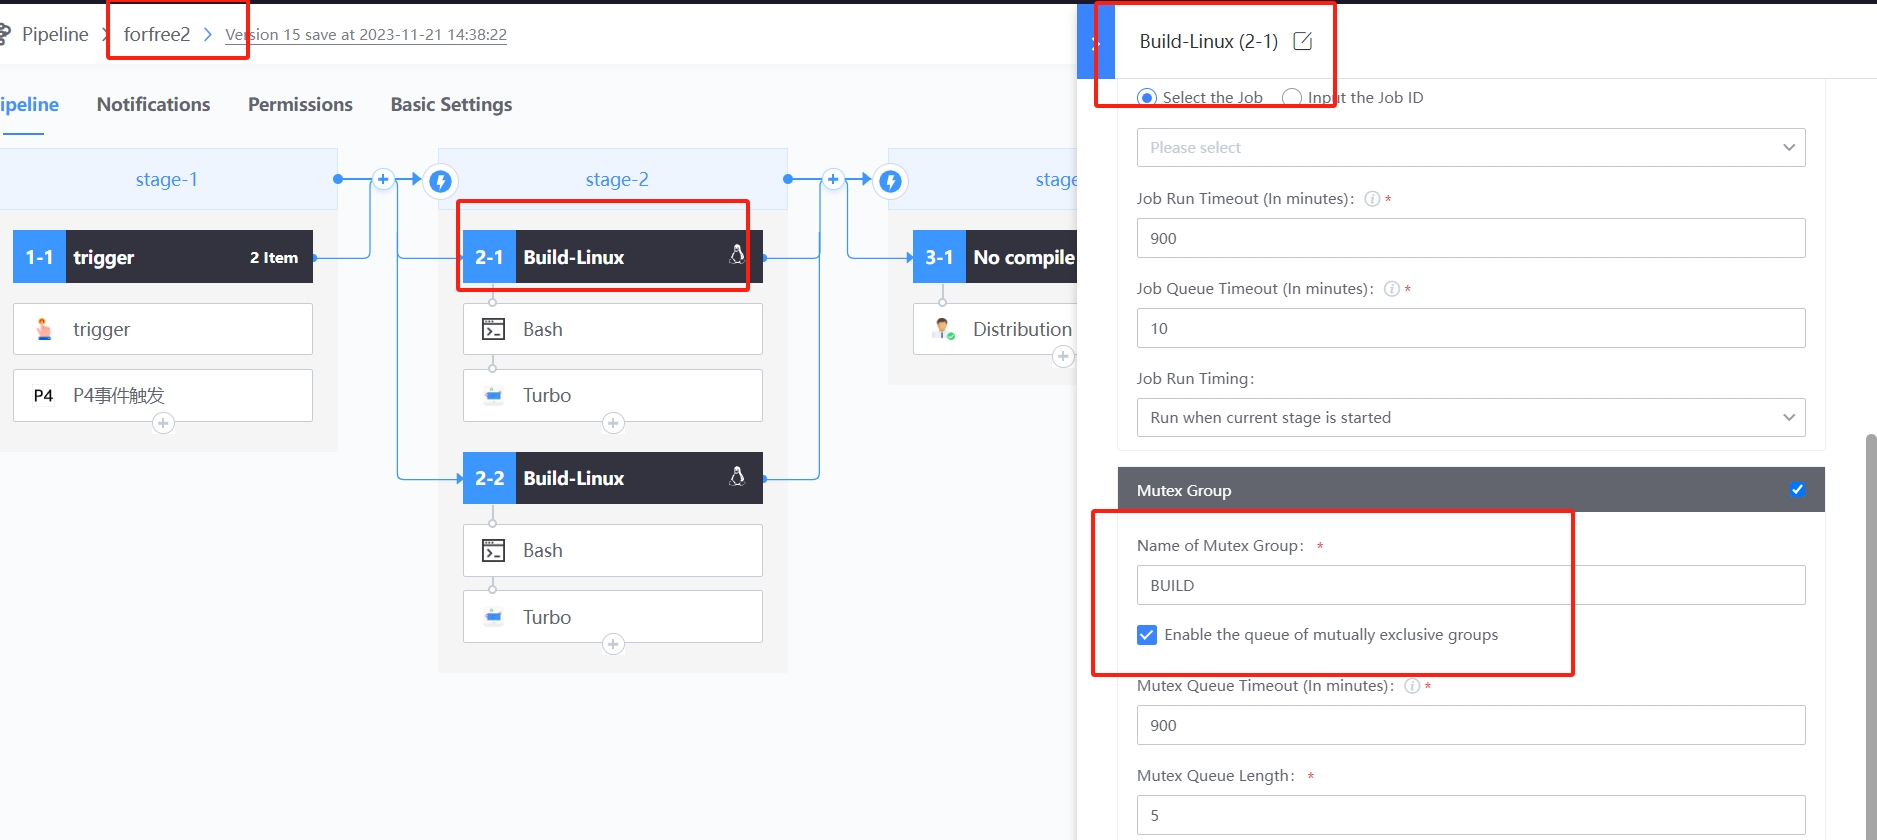 Pipeline
forfree2
Version 15 save at 2023-11-21 14:38:22
ipeline
Notifications
Permissions
Basic Settings
stage-1
1-1
trigger
2 Item
trigger
P4
P4事件触发
stage-2
2-1
Build-Linux
Bash
Turbo
2-2
Build-Linux
Bash
Turbo
stage
3-1
No compile
Distribution
Build-Linux (2-1)
Select the Job
Input the Job ID
Please select
Job Run Timeout (In minutes): *
900
Job Queue Timeout (In minutes): *
10
Job Run Timing:
Run when current stage is started
Mutex Group
Name of Mutex Group: *
BUILD
Enable the queue of mutually exclusive groups
Mutex Queue Timeout (In minutes): *
900
Mutex Queue Length: *
5